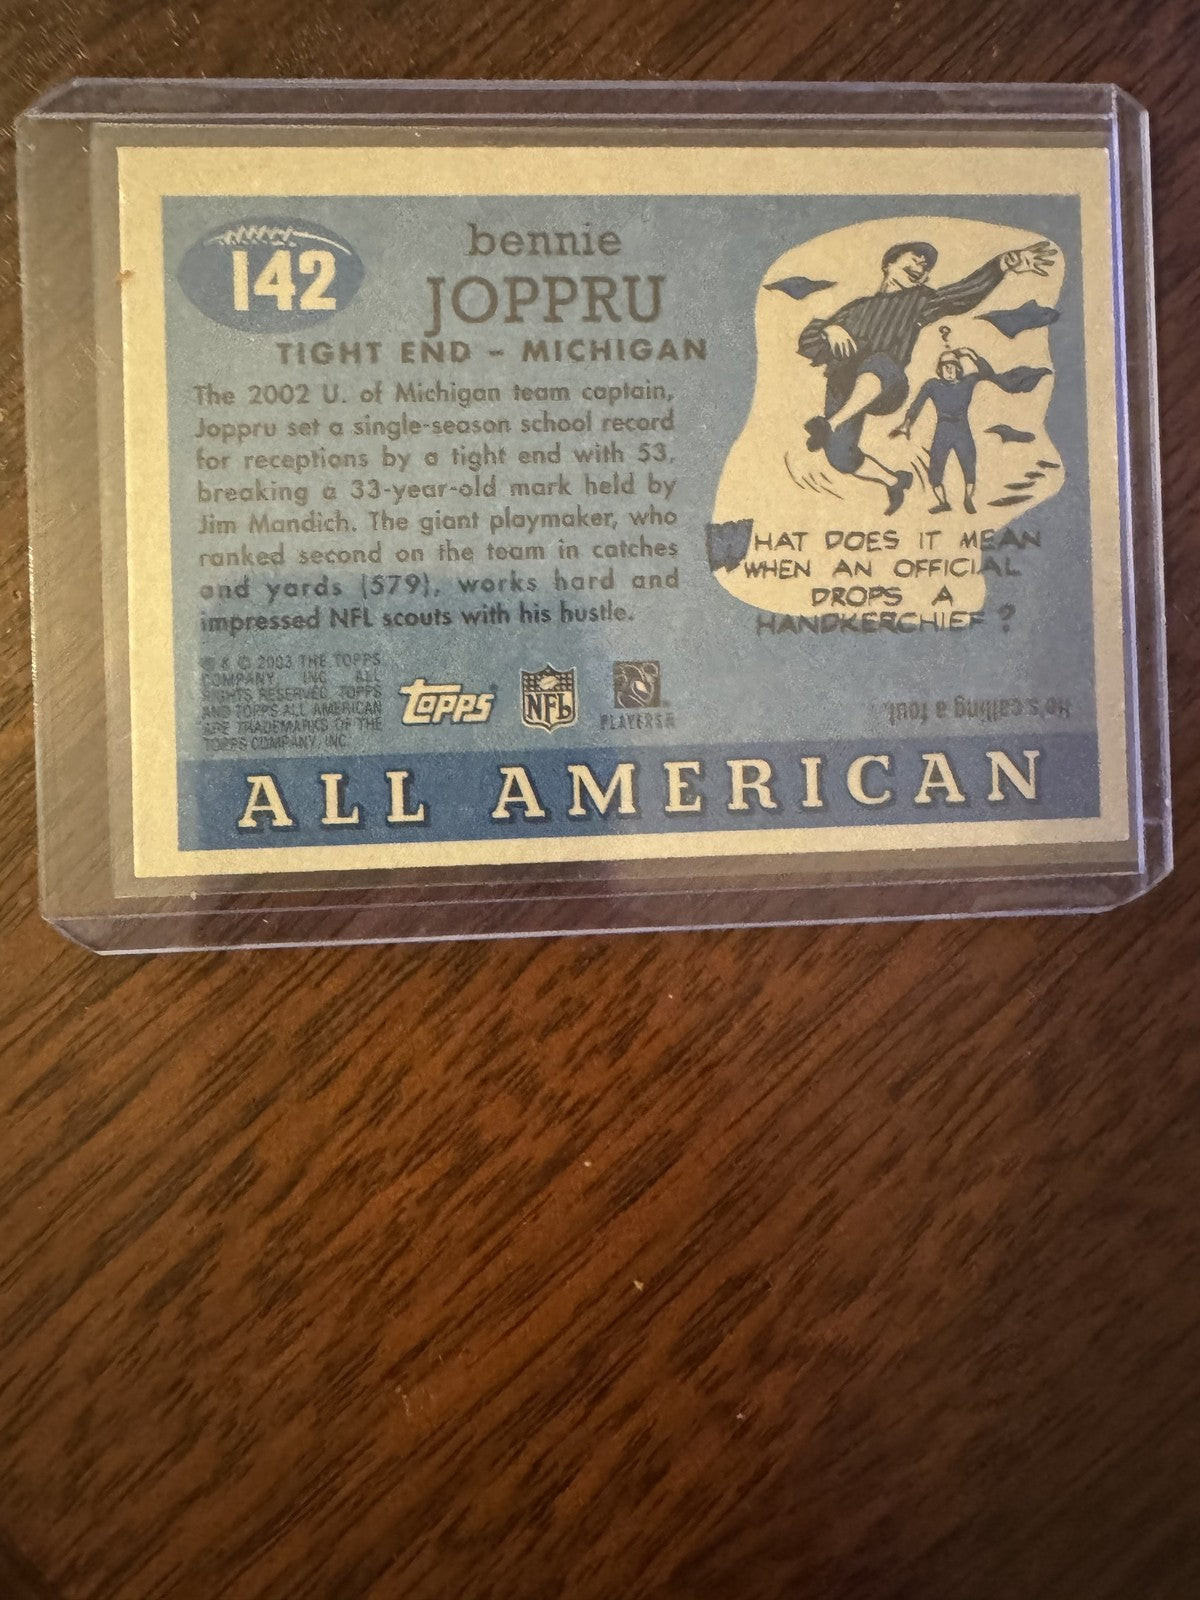 142
bennie
JOPPRU
TIGHT END - MICHIGAN
The 2002 U. of Michigan team captain,
Joppru set a single-season school record
for receptions by a tight end with 53,
breaking a 33-year-old mark held by
Jim Mandich. The giant playmaker, who
ranked second on the team in catches
and yards (579), works hard and
impressed NFL scouts with his hustle.
WHAT DOES IT MEAN
WHEN AN OFFICIAL
DROPS A
HANDKERCHIEF ?
He's calling a foul.
® & © 2003 THE TOPPS
COMPANY, INC. ALL
RIGHTS RESERVED. TOPPS
AND TOPPS ALL AMERICAN
ARE TRADEMARKS OF THE
TOPPS COMPANY, INC.
topps
NFL
PLAYERS
ALL AMERICAN